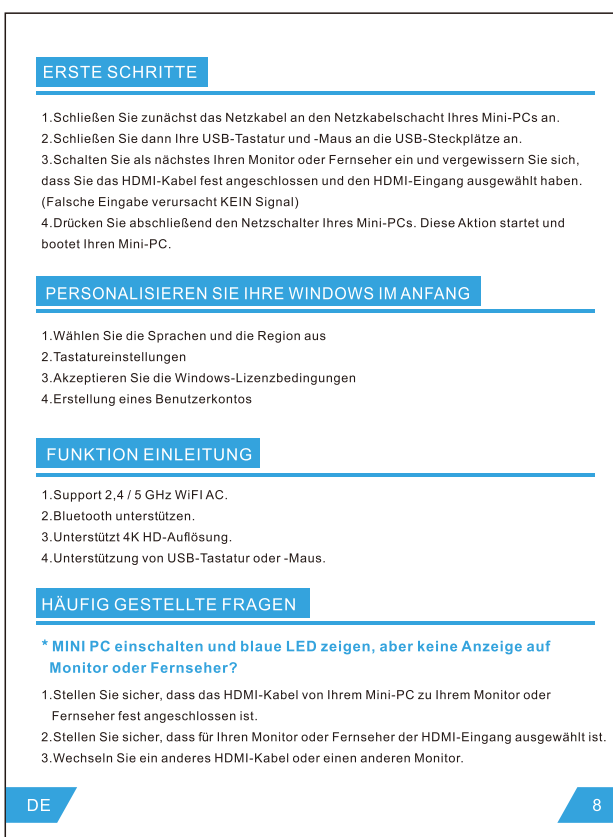 ERSTE SCHRITTE
1.Schließen Sie zunächst das Netzkabel an den Netzkabelschacht Ihres Mini-PCs an.
2.Schließen Sie dann Ihre USB-Tastatur und -Maus an die USB-Steckplätze an.
3.Schalten Sie als nächstes Ihren Monitor oder Fernseher ein und vergewissern Sie sich,
dass Sie das HDMI-Kabel fest angeschlossen und den HDMI-Eingang ausgewählt haben.
(Falsche Eingabe verursacht KEIN Signal)
4.Drücken Sie abschließend den Netzschalter Ihres Mini-PCs. Diese Aktion startet und
bootet Ihren Mini-PC.
PERSONALISIEREN SIE IHRE WINDOWS IM ANFANG
1.Wählen Sie die Sprachen und die Region aus
2.Tastatureinstellungen
3.Akzeptieren Sie die Windows-Lizenzbedingungen
4.Erstellung eines Benutzerkontos
FUNKTION EINLEITUNG
1.Support 2,4 / 5 GHz WiFI AC.
2.Bluetooth unterstützen.
3.Unterstützt 4K HD-Auflösung.
4.Unterstützung von USB-Tastatur oder -Maus.
HÄUFIG GESTELLTE FRAGEN
* MINI PC einschalten und blaue LED zeigen, aber keine Anzeige auf
Monitor oder Fernseher?
1.Stellen Sie sicher, dass das HDMI-Kabel von Ihrem Mini-PC zu Ihrem Monitor oder
Fernseher fest angeschlossen ist.
2.Stellen Sie sicher, dass für Ihren Monitor oder Fernseher der HDMI-Eingang ausgewählt ist.
3.Wechseln Sie ein anderes HDMI-Kabel oder einen anderen Monitor.
DE
8